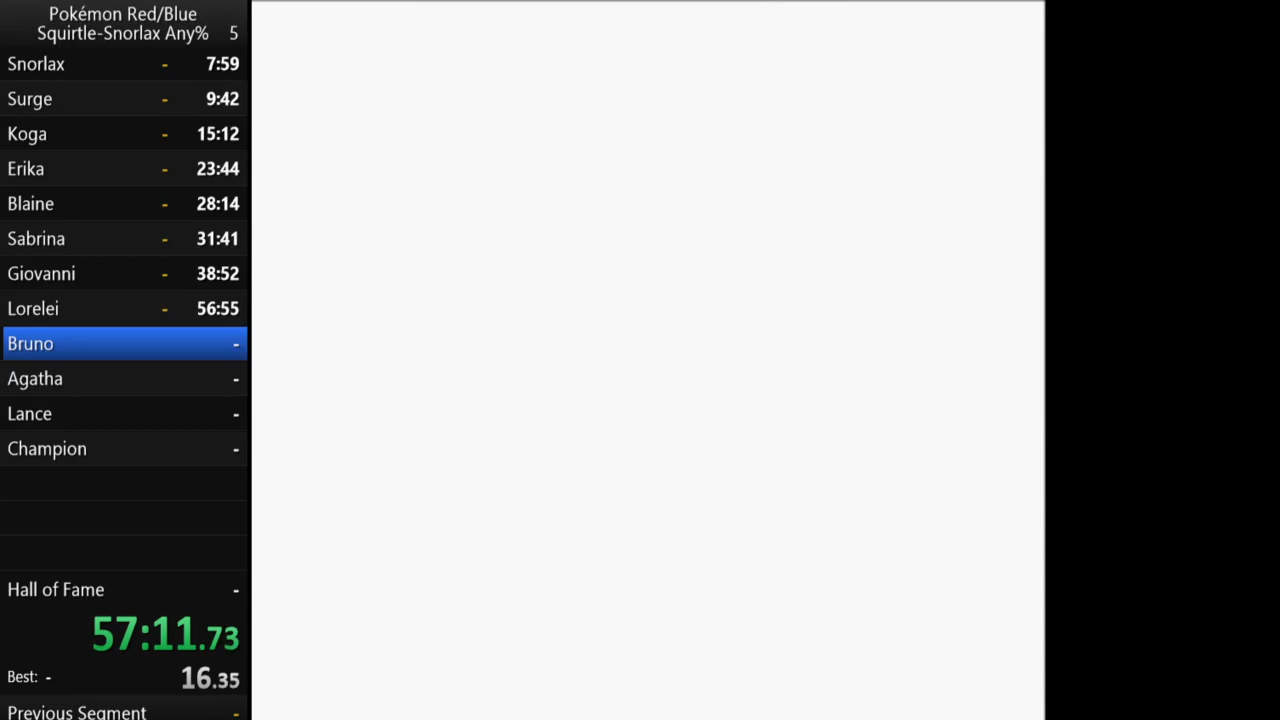 Pokémon Red/Blue
Squirtle-Snorlax Any% 5
Snorlax - 7:59
Surge - 9:42
Koga - 15:12
Erika - 23:44
Blaine - 28:14
Sabrina - 31:41
Giovanni - 38:52
Lorelei - 56:55
Bruno -
Agatha -
Lance -
Champion -
Hall of Fame -
57:11.73
Best: - 16.35
Previous Segment -